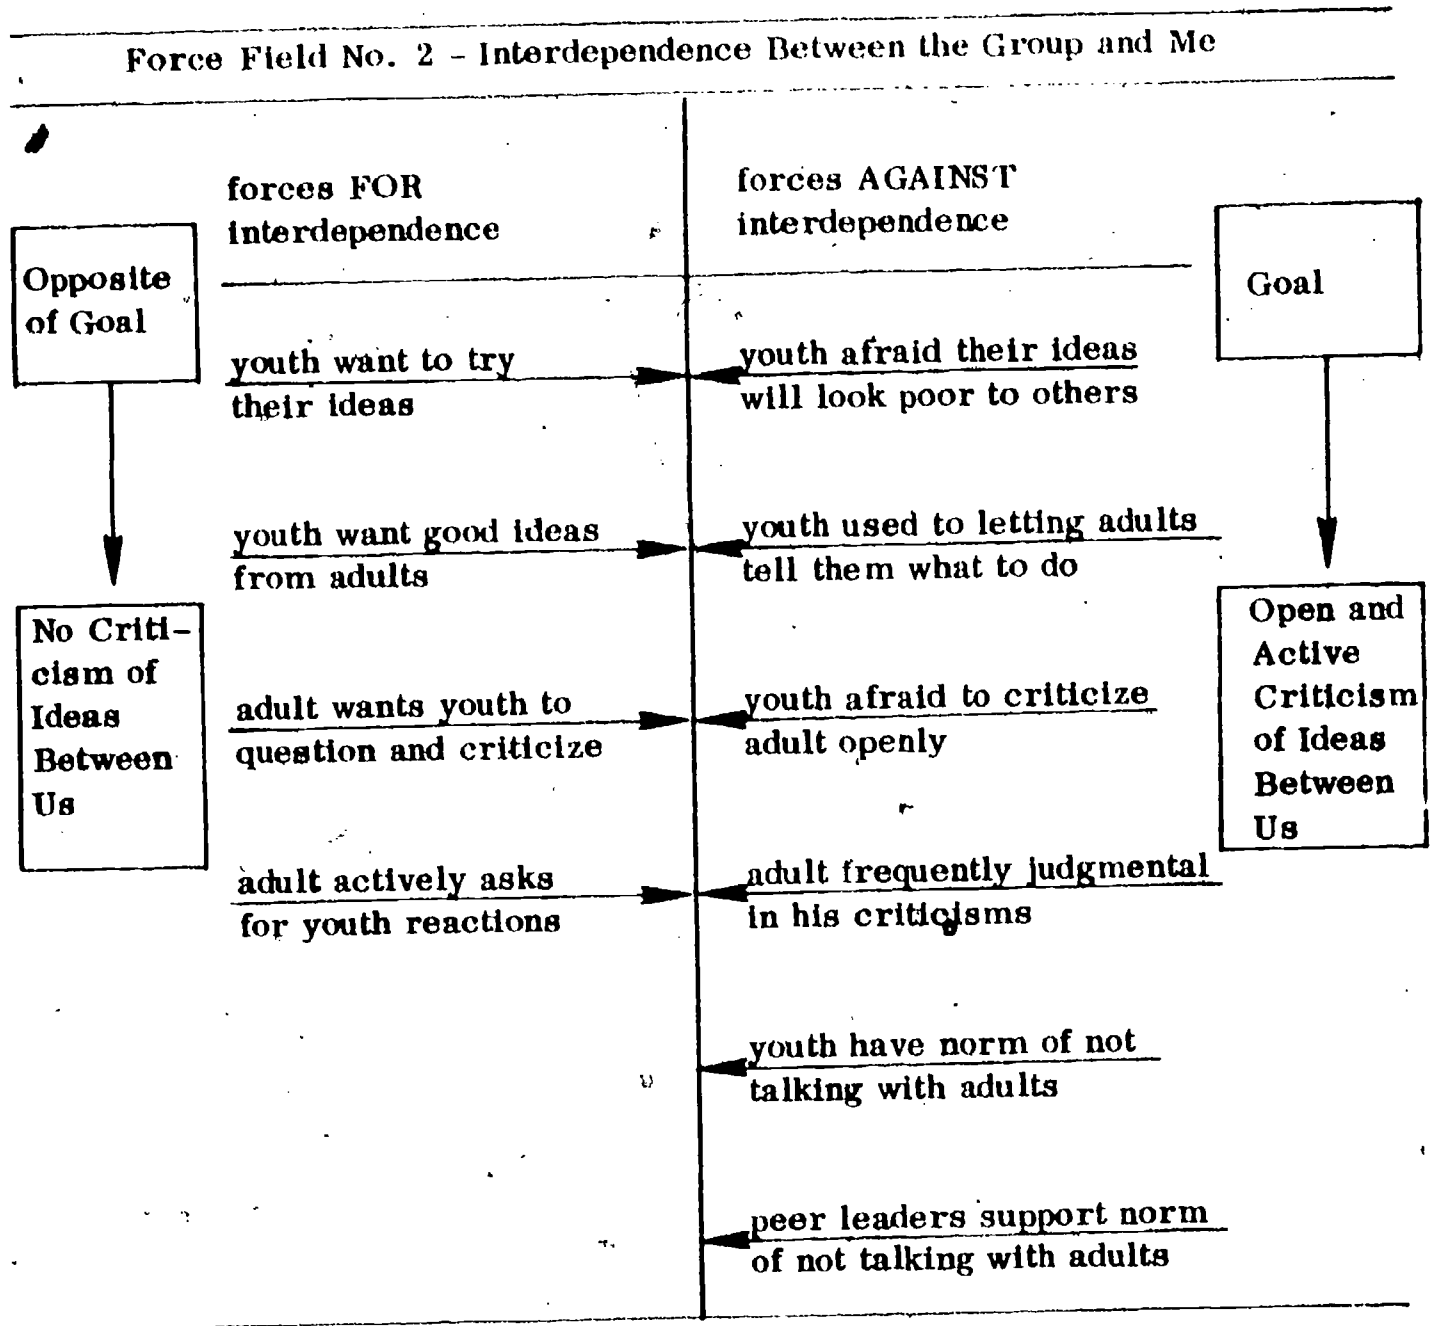 Force Field No. 2 - Interdependence Between the Group and Me
forces FOR
interdependence
forces AGAINST
interdependence
Opposite
of Goal
Goal
youth want to try
their ideas
youth afraid their ideas
will look poor to others
youth want good ideas
from adults
youth used to letting adults
tell them what to do
No Criti-
cism of
Ideas
Between
Us
adult wants youth to
question and criticize
youth afraid to criticize
adult openly
Open and
Active
Criticism
of Ideas
Between
Us
adult actively asks
for youth reactions
adult frequently judgmental
in his criticisms
youth have norm of not
talking with adults
peer leaders support norm
of not talking with adults